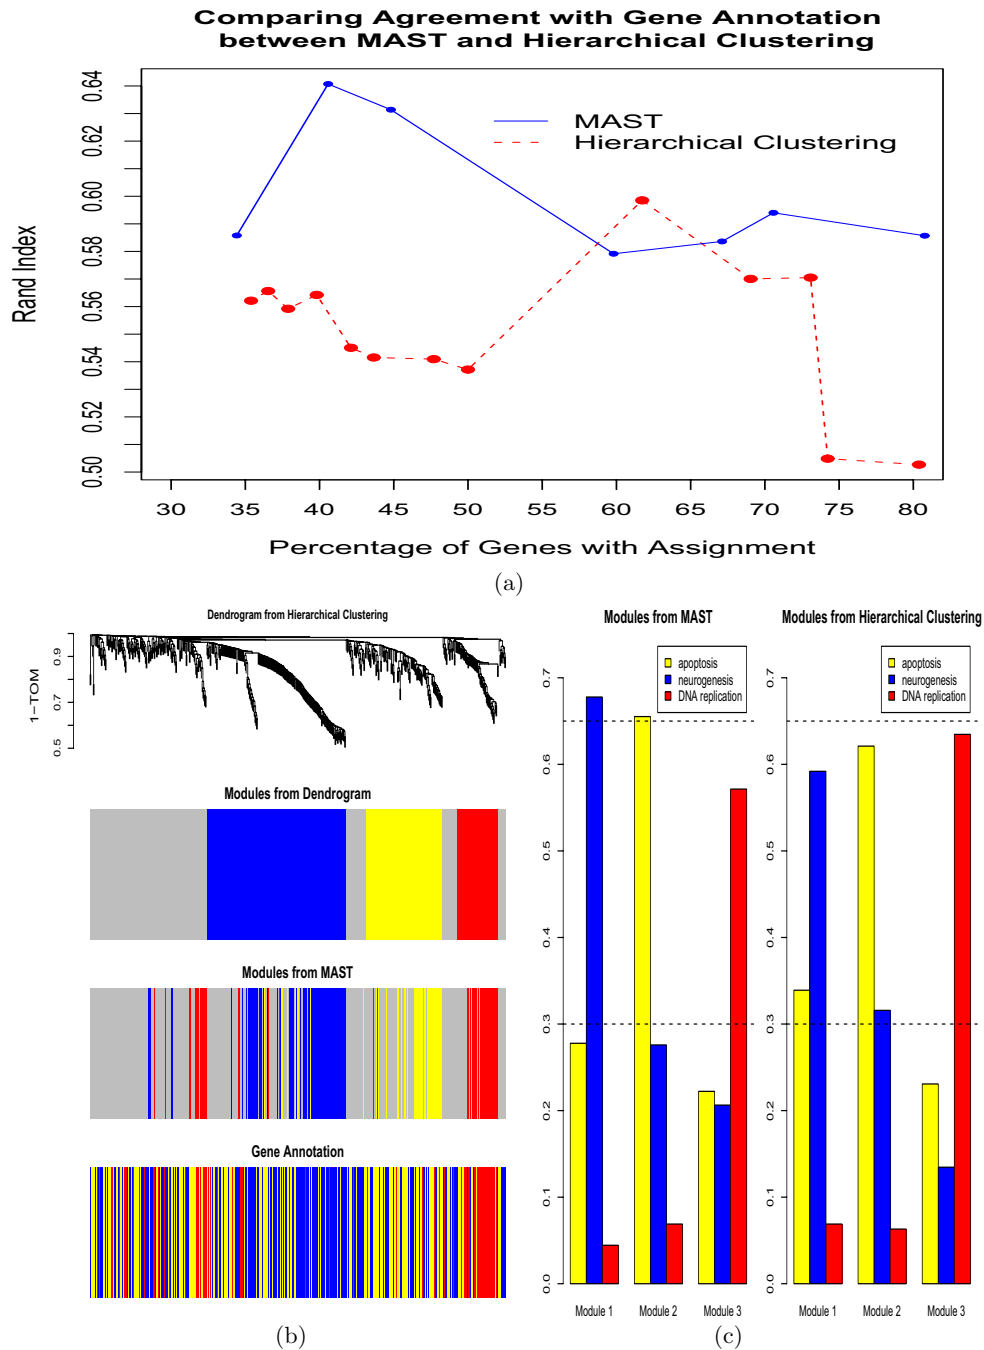 Comparing Agreement with Gene Annotation
between MAST and Hierarchical Clustering
Rand Index
0.64
0.62
0.60
0.58
0.56
0.54
0.52
0.50
MAST
Hierarchical Clustering
30 35 40 45 50 55 60 65 70 75 80
Percentage of Genes with Assignment
(a)
Dendrogram from Hierarchical Clustering
1−TOM
0.9
0.7
0.5
Modules from Dendrogram
Modules from MAST
Gene Annotation
(b)
Modules from MAST
apoptosis
neurogenesis
DNA replication
0.7
0.6
0.5
0.4
0.3
0.2
0.1
0.0
Module 1 Module 2 Module 3
Modules from Hierarchical Clustering
apoptosis
neurogenesis
DNA replication
0.7
0.6
0.5
0.4
0.3
0.2
0.1
0.0
Module 1 Module 2 Module 3
(c)